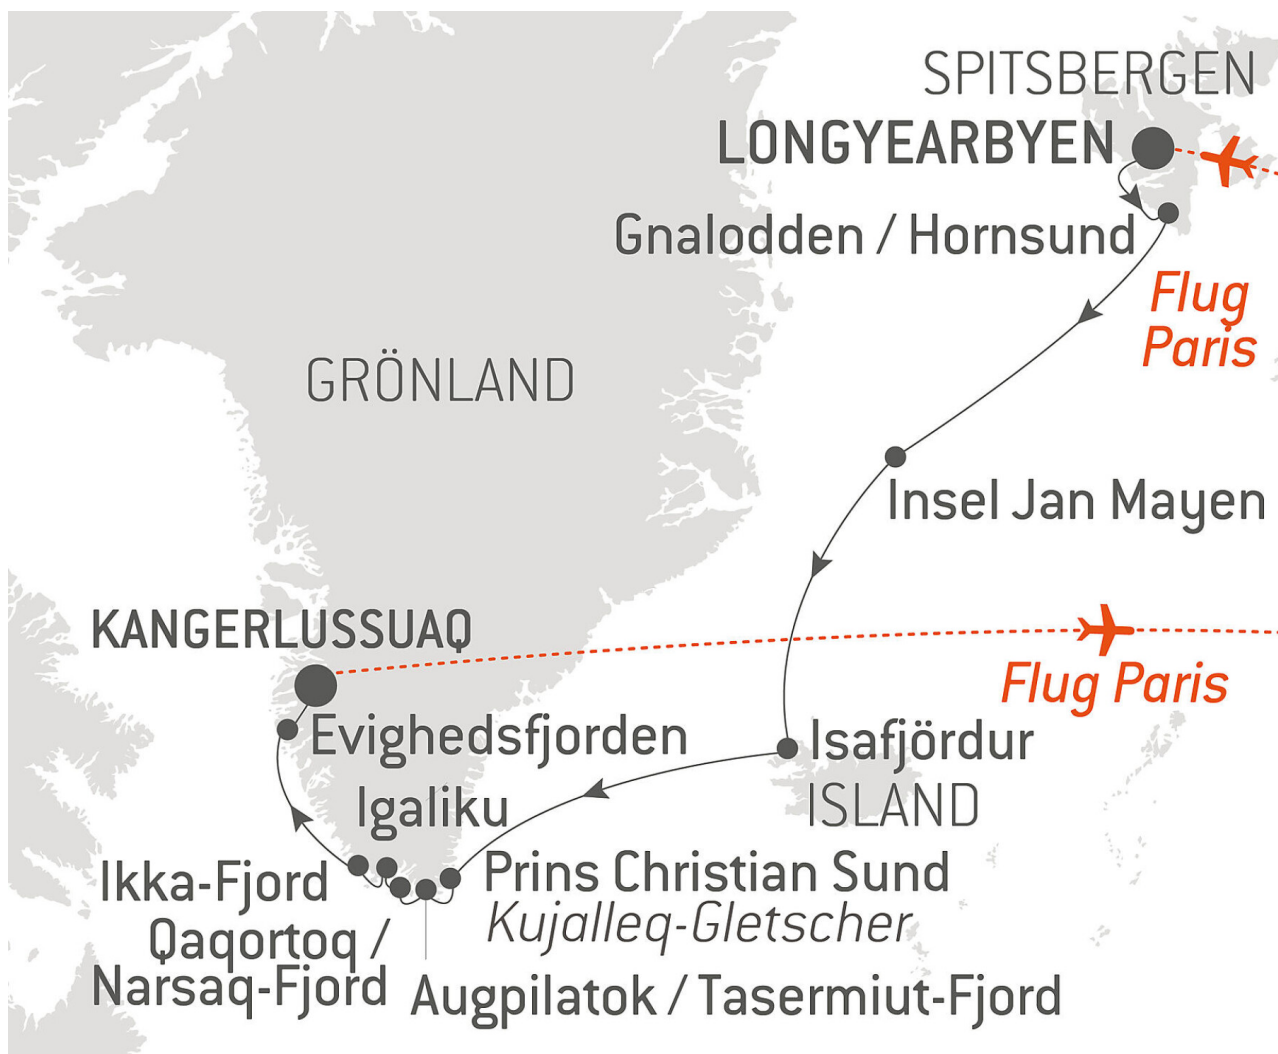 SPITSBERGEN
LONGYEARBYEN
Gnalodden / Hornsund
Flug
Paris
GRÖNLAND
Insel Jan Mayen
KANGERLUSSUAQ
Flug Paris
Evighedsfjorden
Isafjördur
Igaliku
ISLAND
Ikka-Fjord
Prins Christian Sund
Kujalleq-Gletscher
Qaqortoq /
Narsaq-Fjord
Augpilatok / Tasermiut-Fjord